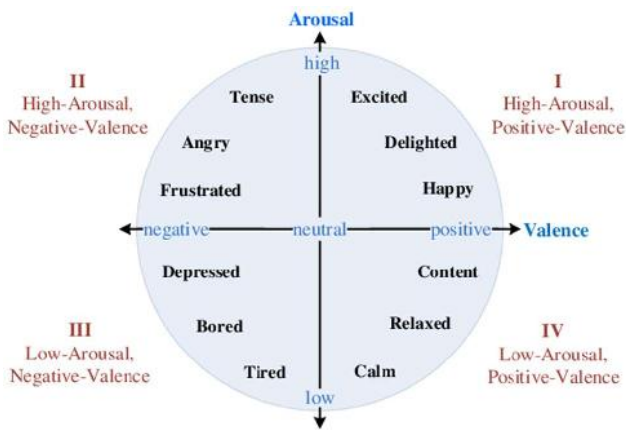 Arousal
high
II
High-Arousal,
Negative-Valence
I
High-Arousal,
Positive-Valence
Tense
Excited
Angry
Delighted
Frustrated
Happy
negative
neutral
positive
Valence
Depressed
Content
Bored
Relaxed
III
Low-Arousal,
Negative-Valence
IV
Low-Arousal,
Positive-Valence
Tired
Calm
low